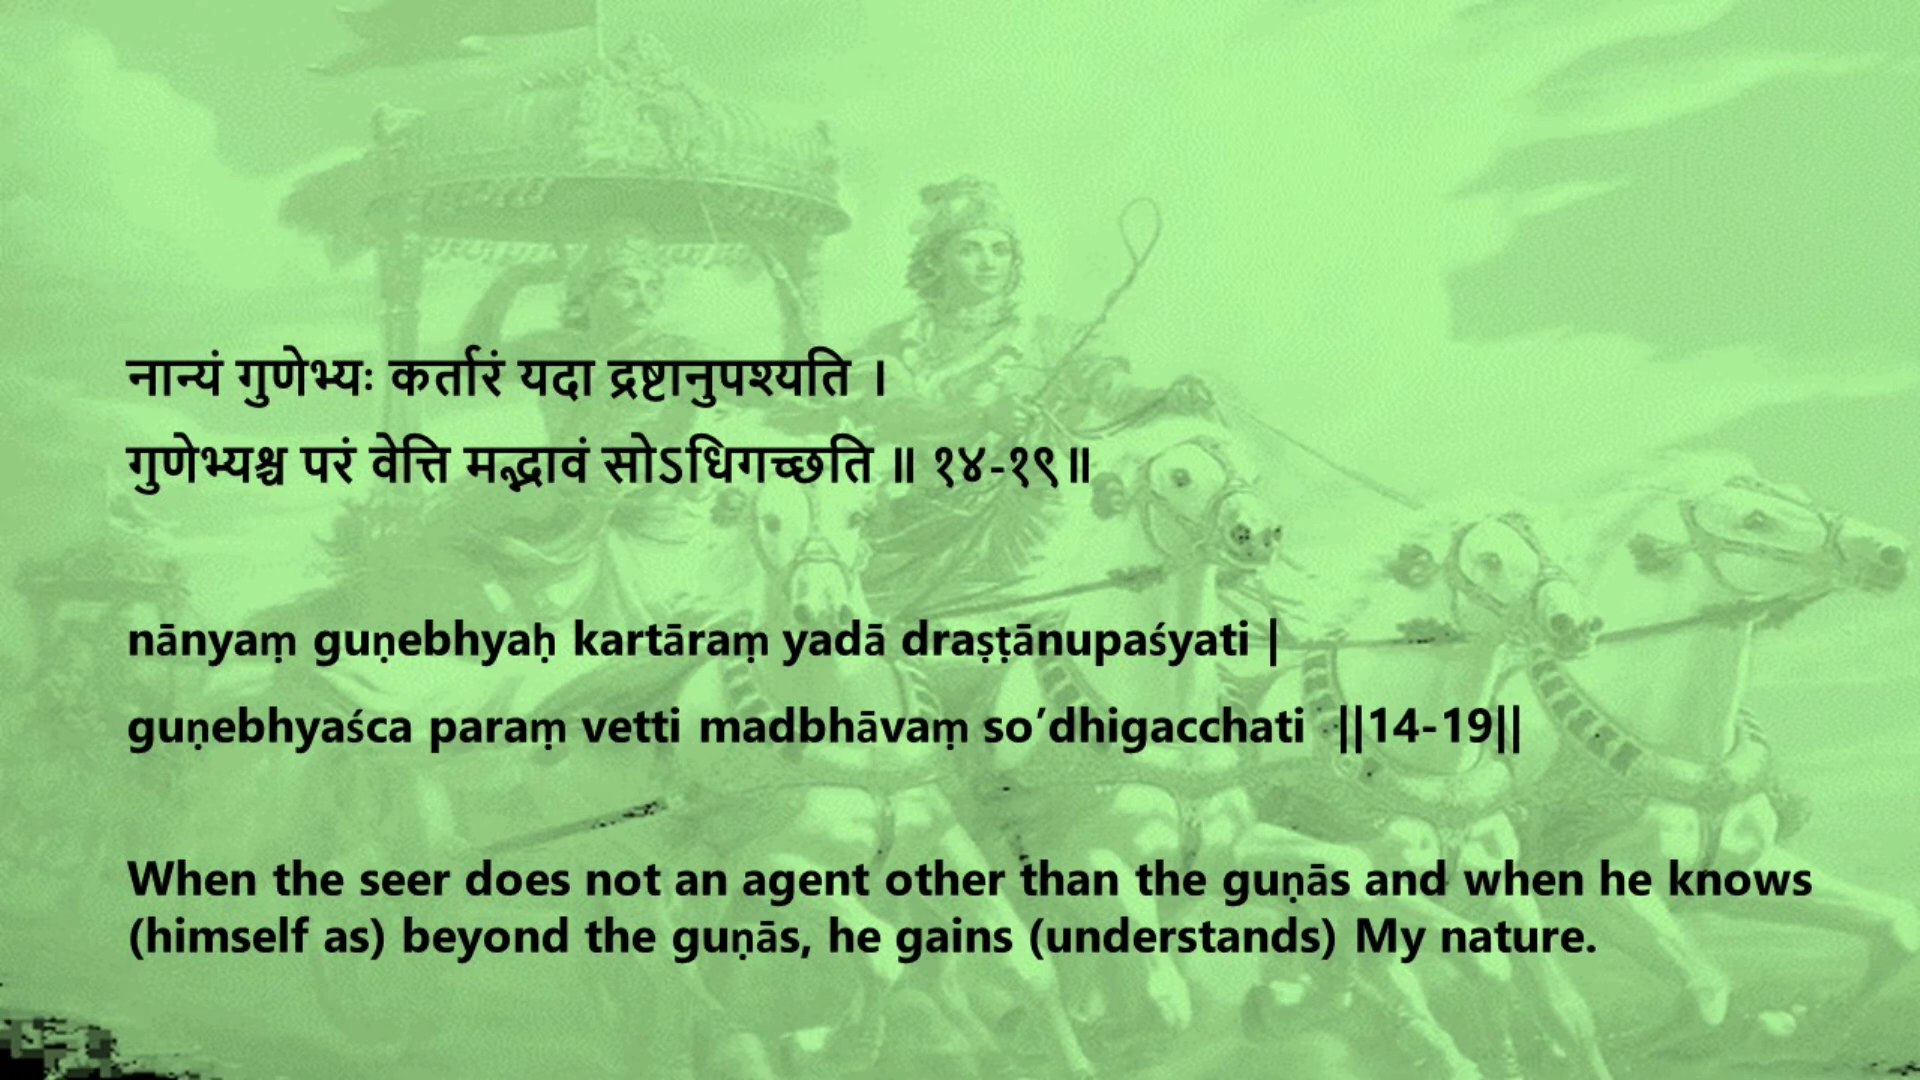 नान्यं गुणेभ्यः कर्तारं यदा द्रष्टानुपश्यति ।
गुणेभ्यश्च परं वेत्ति मद्भावं सोऽधिगच्छति ॥ १४-१९॥
nānyaṃ guṇebhyaḥ kartāraṃ yadā draṣṭānupaśyati |
guṇebhyaśca paraṃ vetti madbhāvaṃ so’dhigacchati ||14-19||
When the seer does not an agent other than the guṇās and when he knows
(himself as) beyond the guṇās, he gains (understands) My nature.